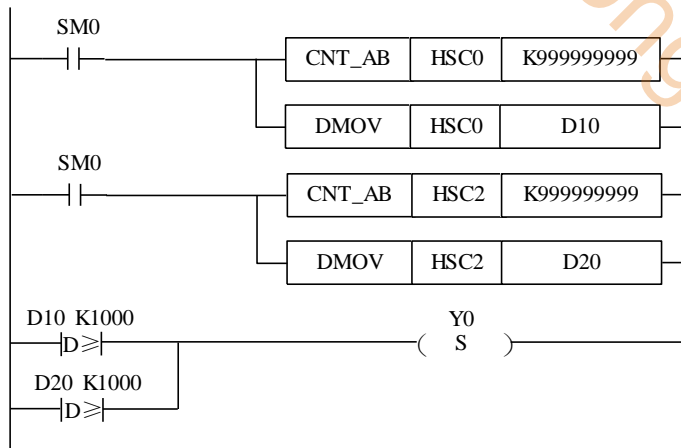 ong
SM0
CNT_AB HSC0 K999999999
DMOV HSC0 D10
SM0
CNT_AB HSC2 K999999999
DMOV HSC2 D20
D10 K1000
D≥
Y0
S
D20 K1000
D≥